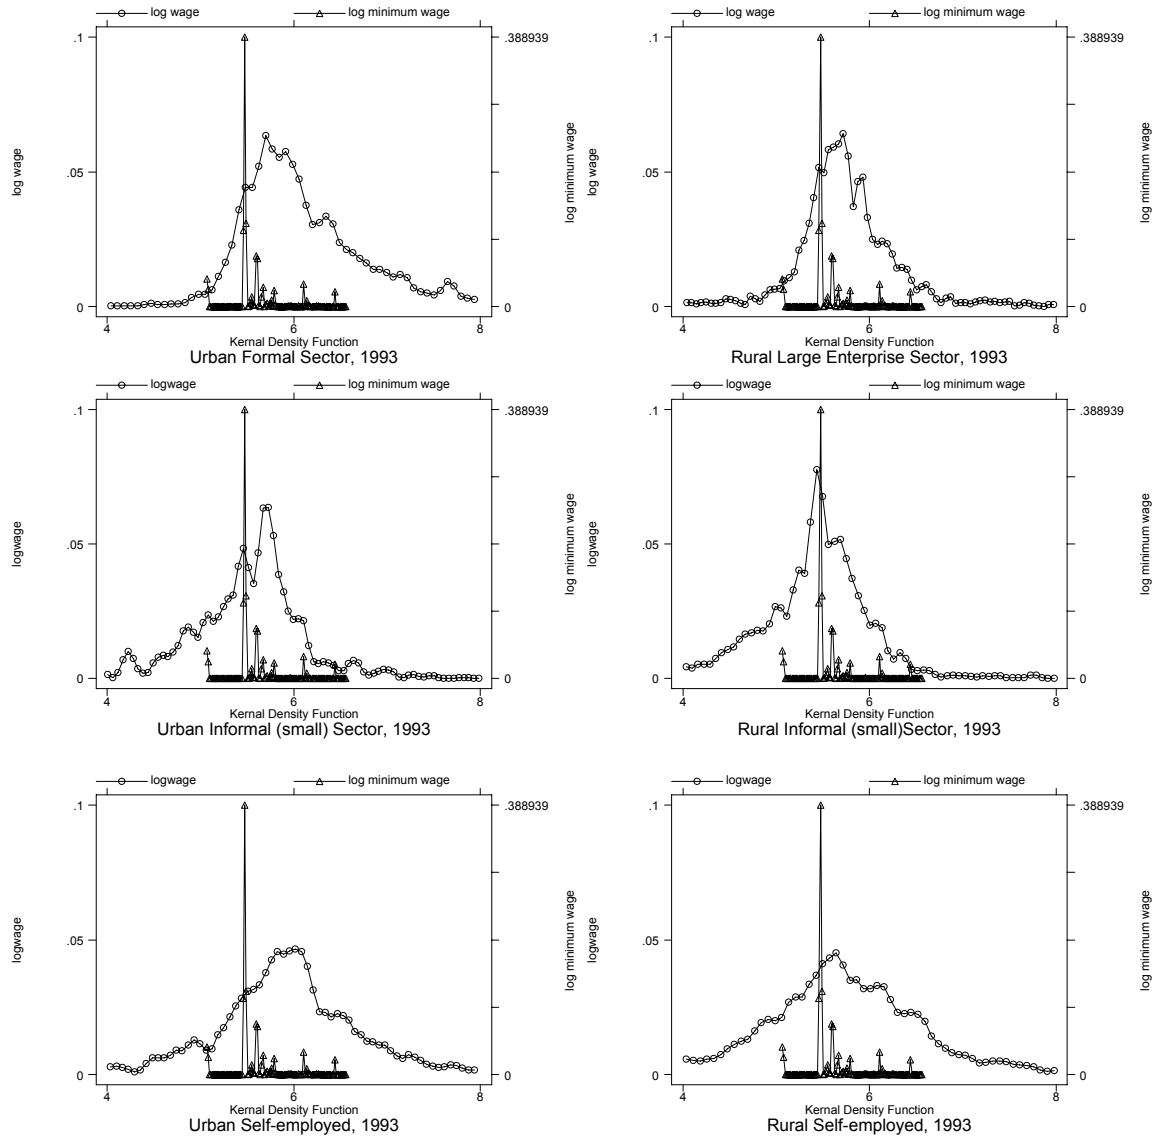 log wage log minimum wage
log wage
log minimum wage
.1
.05
0
.388939
0
4 6 8
Kernal Density Function
Urban Formal Sector, 1993
log wage log minimum wage
log wage
log minimum wage
.1
.05
0
.388939
0
4 6 8
Kernal Density Function
Rural Large Enterprise Sector, 1993
logwage log minimum wage
logwage
log minimum wage
.1
.05
0
.388939
0
4 6 8
Kernal Density Function
Urban Informal (small) Sector, 1993
logwage log minimum wage
logwage
log minimum wage
.1
.05
0
.388939
0
4 6 8
Kernal Density Function
Rural Informal (small)Sector, 1993
logwage log minimum wage
logwage
log minimum wage
.1
.05
0
.388939
0
4 6 8
Kernal Density Function
Urban Self-employed, 1993
logwage log minimum wage
logwage
log minimum wage
.1
.05
0
.388939
0
4 6 8
Kernal Density Function
Rural Self-employed, 1993